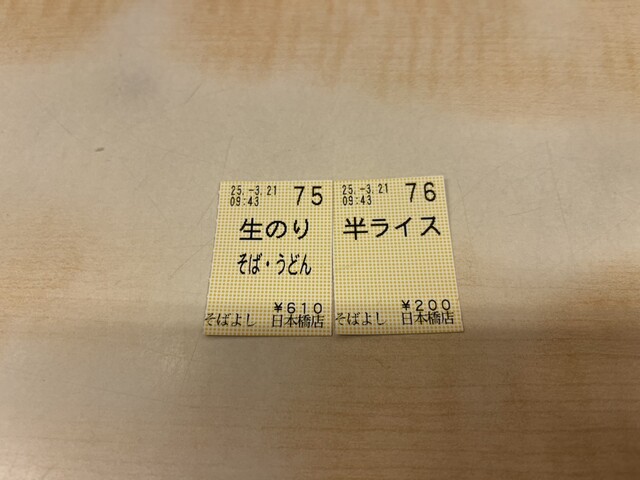 25.-3.21
09:43
75
生のり
そば・うどん
¥610
そばよし 日本橋店
25.-3.21
09:43
76
半ライス
¥200
そばよし 日本橋店